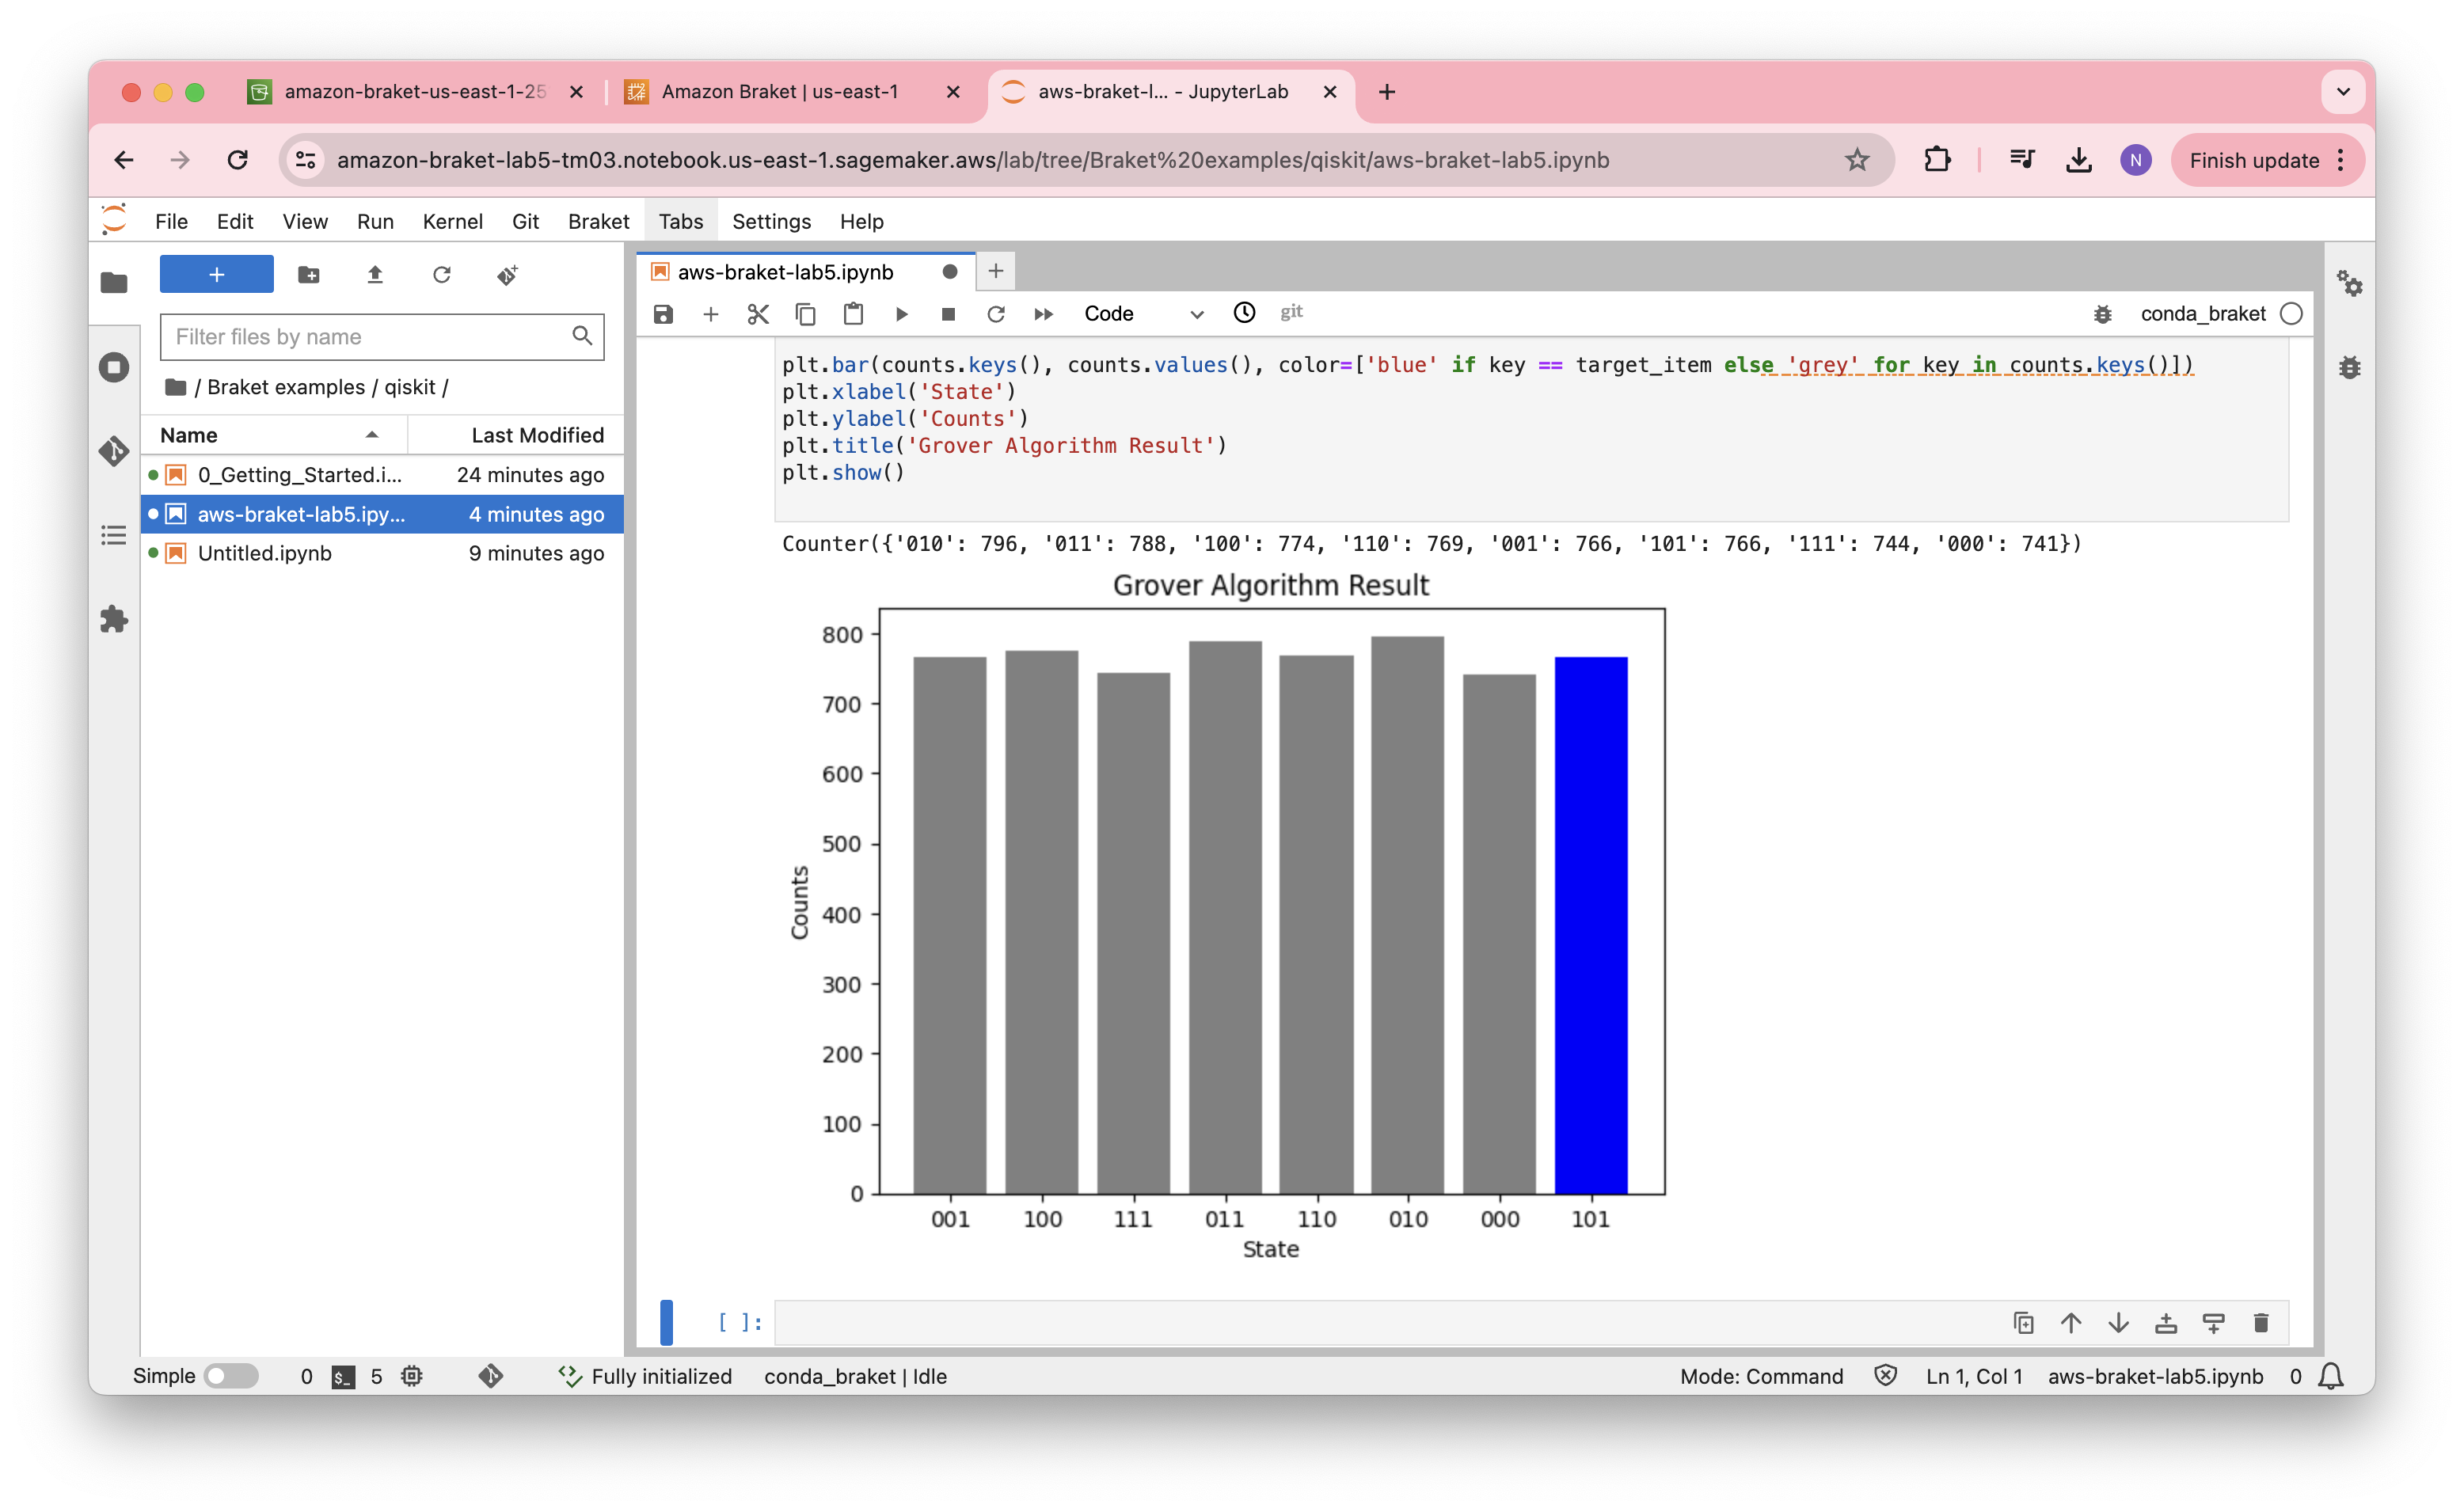 amazon-braket-us-east-1-25
Amazon Braket | us-east-1
aws-braket-l... - JupyterLab
amazon-braket-lab5-tm03.notebook.us-east-1.sagemaker.aws/lab/tree/Braket%20examples/qiskit/aws-braket-lab5.ipynb
N
Finish update
File Edit View Run Kernel Git Braket Tabs Settings Help
Filter files by name
/ Braket examples / qiskit /
Name Last Modified
0_Getting_Started.i... 24 minutes ago
aws-braket-lab5.ipy... 4 minutes ago
Untitled.ipynb 9 minutes ago
aws-braket-lab5.ipynb
Code
git
conda_braket
plt.bar(counts.keys(), counts.values(), color=['blue' if key == target_item else 'grey' for key in counts.keys()])
plt.xlabel('State')
plt.ylabel('Counts')
plt.title('Grover Algorithm Result')
plt.show()
Counter({'010': 796, '011': 788, '100': 774, '110': 769, '001': 766, '101': 766, '111': 744, '000': 741})
Grover Algorithm Result
800
700
600
500
400
300
200
100
0
Counts
001 100 111 011 110 010 000 101
State
[ ]:
Simple 0 $_ 5 Fully initialized conda_braket | Idle Mode: Command Ln 1, Col 1 aws-braket-lab5.ipynb 0